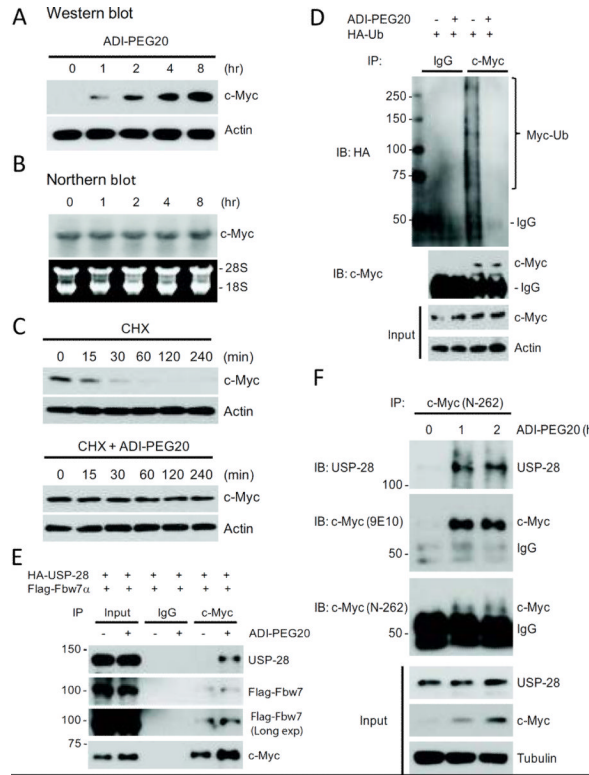 A
Western blot
ADI-PEG20
0 1 2 4 8 (hr)
c-Myc
Actin
B
Northern blot
0 1 2 4 8 (hr)
c-Myc
-28S
-18S
C
CHX
0 15 30 60 120 240 (min)
c-Myc
Actin
CHX + ADI-PEG20
0 15 30 60 120 240 (min)
c-Myc
Actin
D
ADI-PEG20 - + - +
HA-Ub + + + +
IP: IgG c-Myc
250 -
150 -
100 -
75 -
50 -
IB: HA
Myc-Ub
- IgG
IB: c-Myc
c-Myc
- IgG
Input
c-Myc
Actin
E
HA-USP-28 + + + + + +
Flag-Fbw7α + + + + + +
IP Input IgG c-Myc
- + - + - + ADI-PEG20
150 -
USP-28
100 -
Flag-Fbw7
100 -
Flag-Fbw7
(Long exp)
75 -
c-Myc
F
IP: c-Myc (N-262)
0 1 2 ADI-PEG20 (h
IB: USP-28
USP-28
100 -
IB: c-Myc (9E10)
c-Myc
IgG
50 -
IB: c-Myc (N-262)
c-Myc
IgG
50 -
Input
USP-28
c-Myc
Tubulin